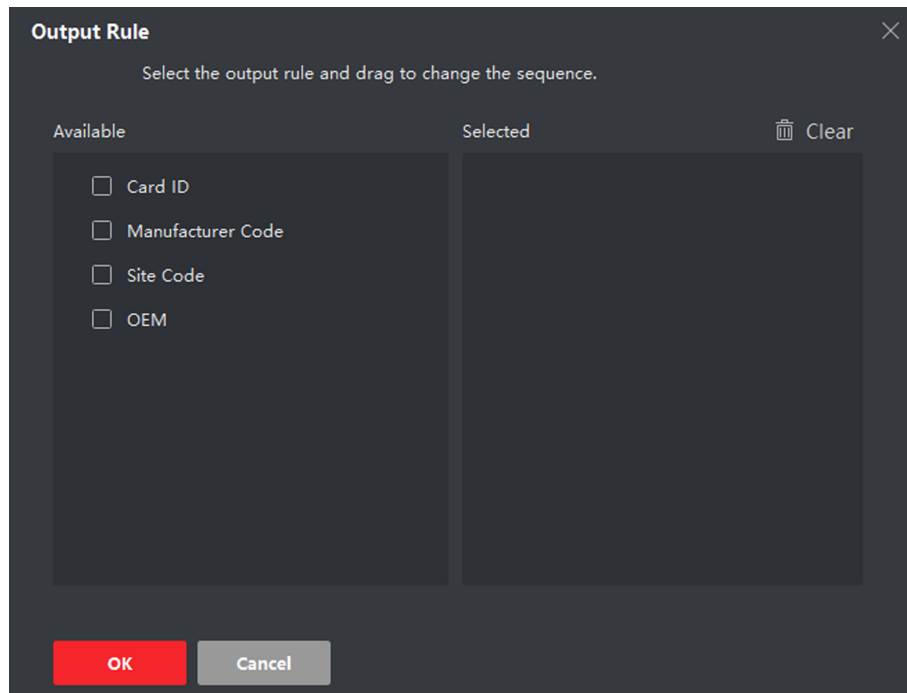 Output Rule
Select the output rule and drag to change the sequence.
Available
Selected
Clear
Card ID
Manufacturer Code
Site Code
OEM
OK
Cancel